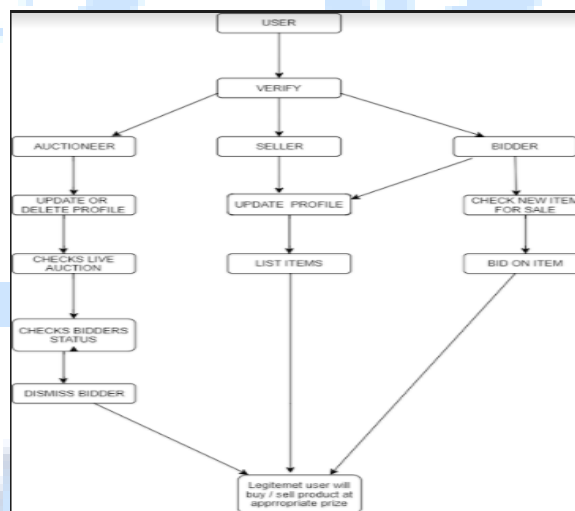 USER
VERIFY
AUCTIONEER
SELLER
BIDDER
UPDATE OR
DELETE PROFILE
UPDATE PROFILE
CHECK NEW ITEM
FOR SALE
CHECKS LIVE
AUCTION
LIST ITEMS
BID ON ITEM
CHECKS BIDDERS
STATUS
DISMISS BIDDER
Legitemet user will
buy / sell product at
apprropriate prize